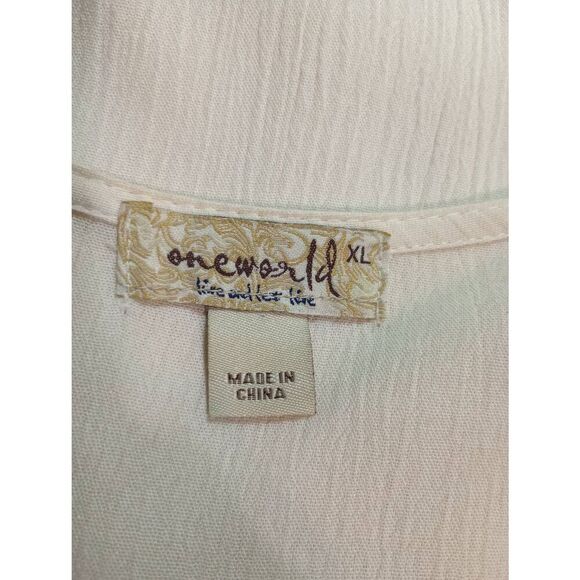 oneworld XL
live and let live
MADE IN
CHINA